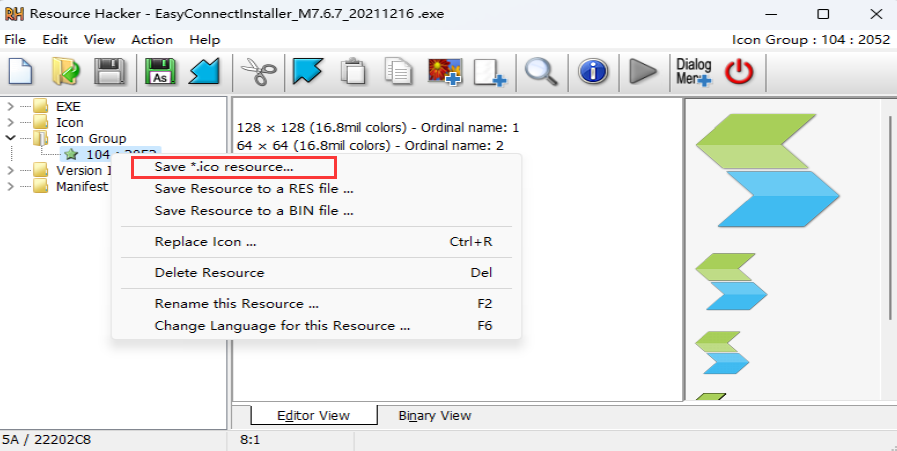 Resource Hacker - EasyConnectInstaller_M7.6.7_20211216 .exe
File Edit View Action Help
Icon Group : 104 : 2052
As
Dialog
Men
EXE
Icon
Icon Group
104 : 2052
Version I
Manifest
128 × 128 (16.8mil colors) - Ordinal name: 1
64 × 64 (16.8mil colors) - Ordinal name: 2
Save *.ico resource...
Save Resource to a RES file ...
Save Resource to a BIN file ...
Replace Icon ... Ctrl+R
Delete Resource Del
Rename this Resource ... F2
Change Language for this Resource ... F6
Editor View Binary View
5A / 22202C8 8:1